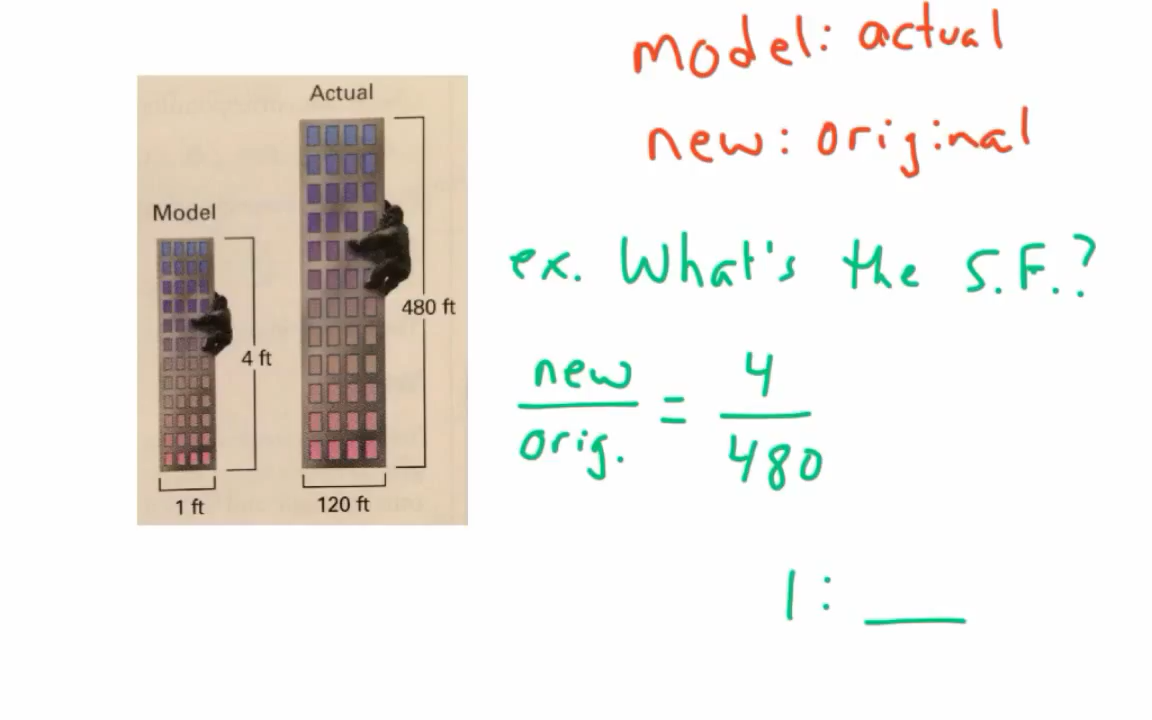 model: actual
new: original
Actual
Model
480 ft
4 ft
1 ft
120 ft
ex. What's the S.F.?
new
orig.
=
4
480
1 : ___